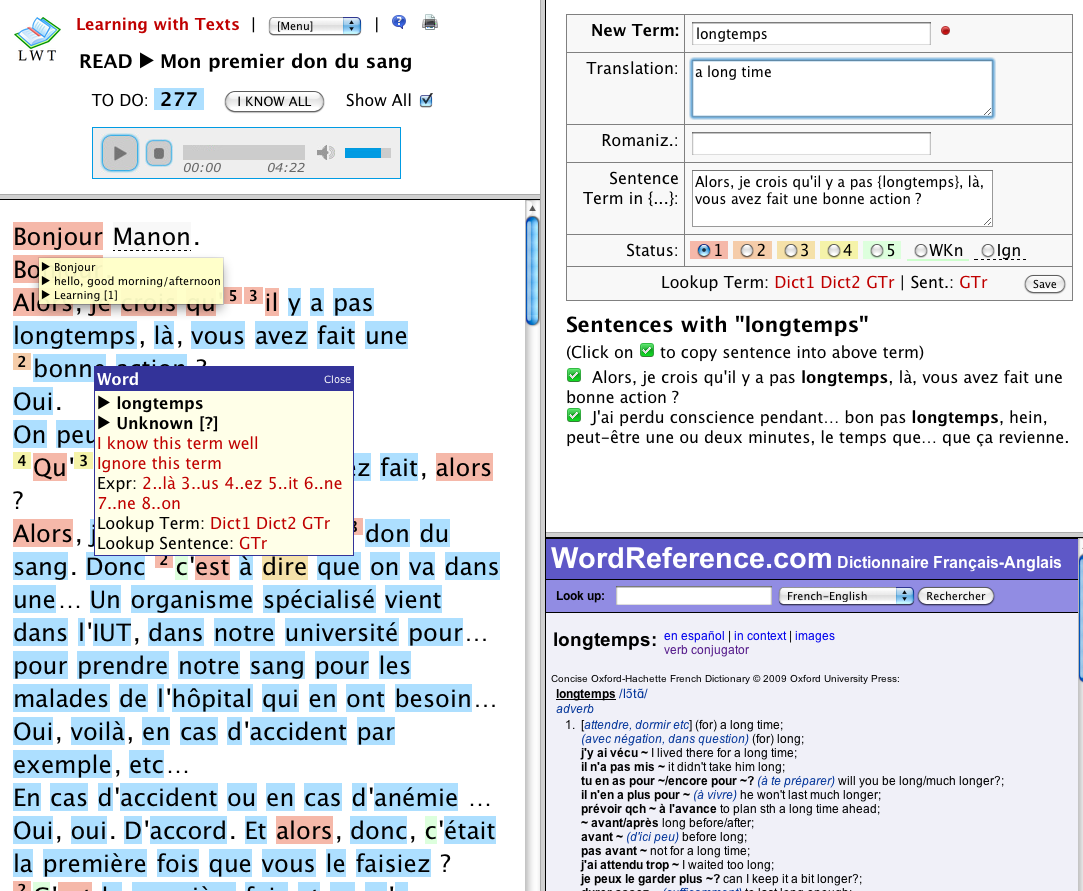 Learning with Texts | [Menu] |
LWT
READ ▶ Mon premier don du sang
TO DO: 277 I KNOW ALL Show All
00:00 04:22
Bonjour Manon.
Bo
▶ Bonjour
▶ hello, good morning/afternoon
▶ Learning [1]
Alors, je crois qu' 5 3 il y a pas
longtemps, là, vous avez fait une
2 bonne action ?
Oui.
On peu
4 Qu' 3 ez fait, alors
?
Word Close
▶ longtemps
▶ Unknown [?]
I know this term well
Ignore this term
Expr: 2..là 3..us 4..ez 5..it 6..ne
7..ne 8..on
Lookup Term: Dict1 Dict2 GTr
Lookup Sentence: GTr
Alors, j 3 don du
sang. Donc 2 c'est à dire que on va dans
une… Un organisme spécialisé vient
dans l'IUT, dans notre université pour…
pour prendre notre sang pour les
malades de l'hôpital qui en ont besoin…
Oui, voilà, en cas d'accident par
exemple, etc…
En cas d'accident ou en cas d'anémie …
Oui, oui. D'accord. Et alors, donc, c'était
la première fois que vous le faisiez ?
New Term: longtemps
Translation: a long time
Romaniz.:
Sentence
Term in {...}:
Alors, je crois qu'il y a pas {longtemps}, là,
vous avez fait une bonne action ?
Status: 1 2 3 4 5 WKn Ign
Lookup Term: Dict1 Dict2 GTr | Sent.: GTr Save
Sentences with "longtemps"
(Click on to copy sentence into above term)
Alors, je crois qu'il y a pas longtemps, là, vous avez fait une
bonne action ?
J'ai perdu conscience pendant… bon pas longtemps, hein,
peut-être une ou deux minutes, le temps que… que ça revienne.
WordReference.com Dictionnaire Français-Anglais
Look up: French-English Rechercher
longtemps: en español | in context | images
verb conjugator
Concise Oxford-Hachette French Dictionary © 2009 Oxford University Press:
longtemps /lɔ̃tɑ̃/
adverb
1. [attendre, dormir etc] (for) a long time;
(avec négation, dans question) (for) long;
j'y ai vécu ~ I lived there for a long time;
il n'a pas mis ~ it didn't take him long;
tu en as pour ~/encore pour ~? (à te préparer) will you be long/much longer?;
il n'en a plus pour ~ (à vivre) he won't last much longer;
prévoir qch ~ à l'avance to plan sth a long time ahead;
~ avant/après long before/after;
avant ~ (d'ici peu) before long;
pas avant ~ not for a long time;
j'ai attendu trop ~ I waited too long;
je peux le garder plus ~? can I keep it a bit longer?;